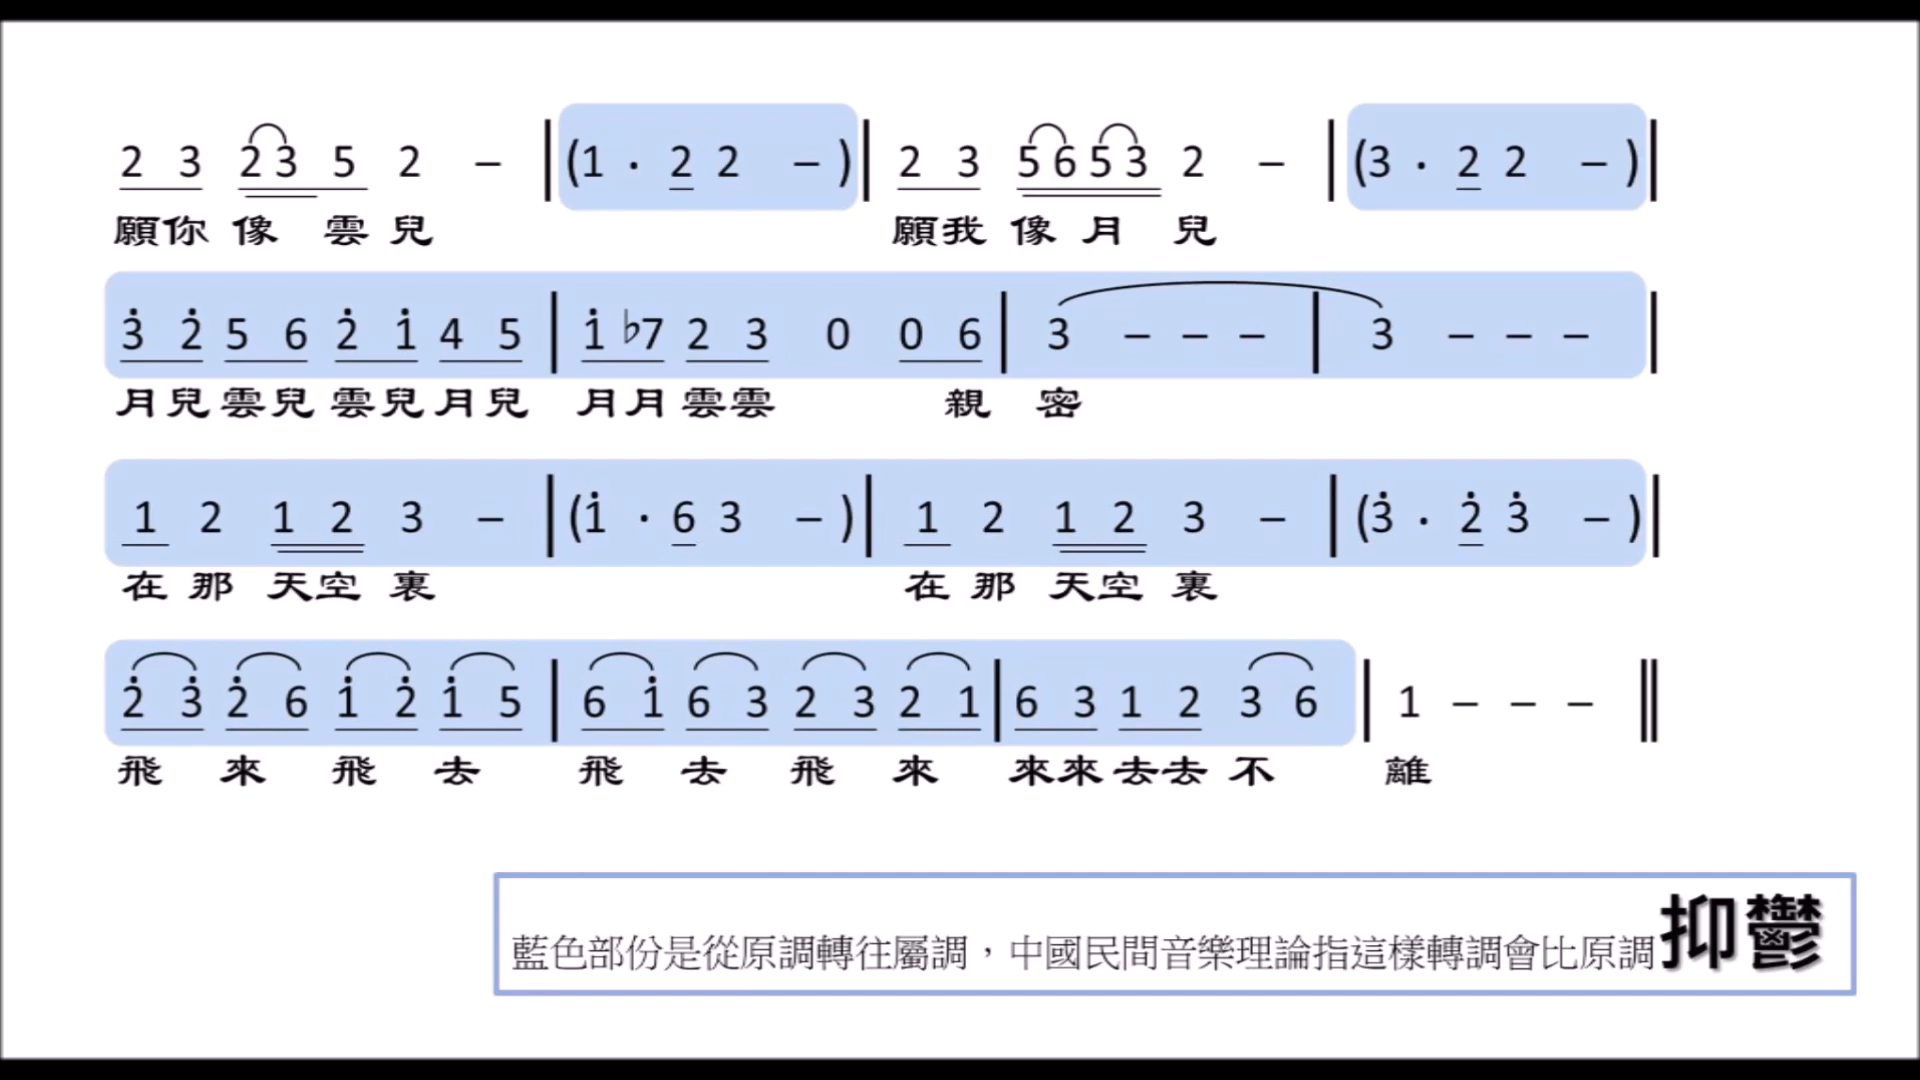 2 3 2 3 5 2 – | (1 · 2 2 – ) | 2 3 5 6 5 3 2 – | (3 · 2 2 – ) |
願你 像 雲 兒 願我 像 月 兒
3̇ 2̇ 5 6 2̇ 1̇ 4 5 | 1̇ ♭7 2 3 0 0 6 | 3 – – – | 3 – – – |
月兒 雲兒 雲兒 月兒 月月 雲雲 親 密
1 2 1 2 3 – | (1̇ · 6 3 – ) | 1 2 1 2 3 – | (3̇ · 2̇ 3̇ – ) |
在 那 天空 裏 在 那 天空 裏
2̇ 3̇ 2̇ 6 1̇ 2̇ 1̇ 5 | 6 1̇ 6 3 2 3 2 1 | 6 3 1 2 3 6 | 1 – – – ‖
飛 來 飛 去 飛 去 飛 來 來來 去去 不 離
藍色部份是從原調轉往屬調，中國民間音樂理論指這樣轉調會比原調抑鬱